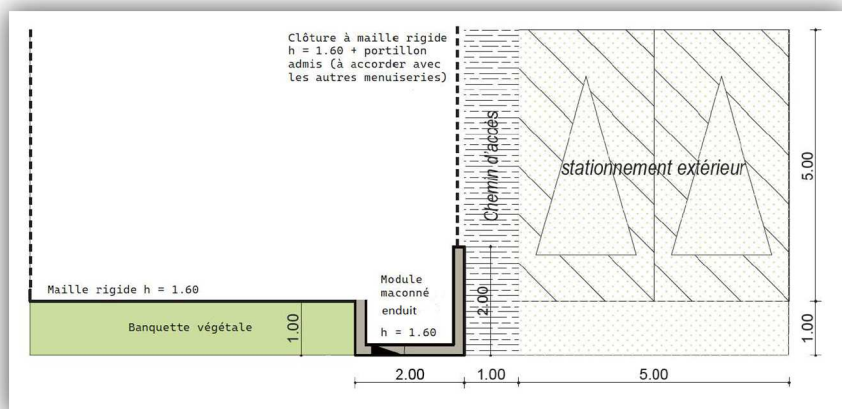 Clôture à maille rigide
h = 1.60 + portillon
admis (à accorder avec
les autres menuiseries)
Chemin d'accès
stationnement extérieur
5.00
Maille rigide h = 1.60
Module
maconné
enduit
h = 1.60
2.00
Banquette végétale
1.00
1.00
2.00
1.00
5.00